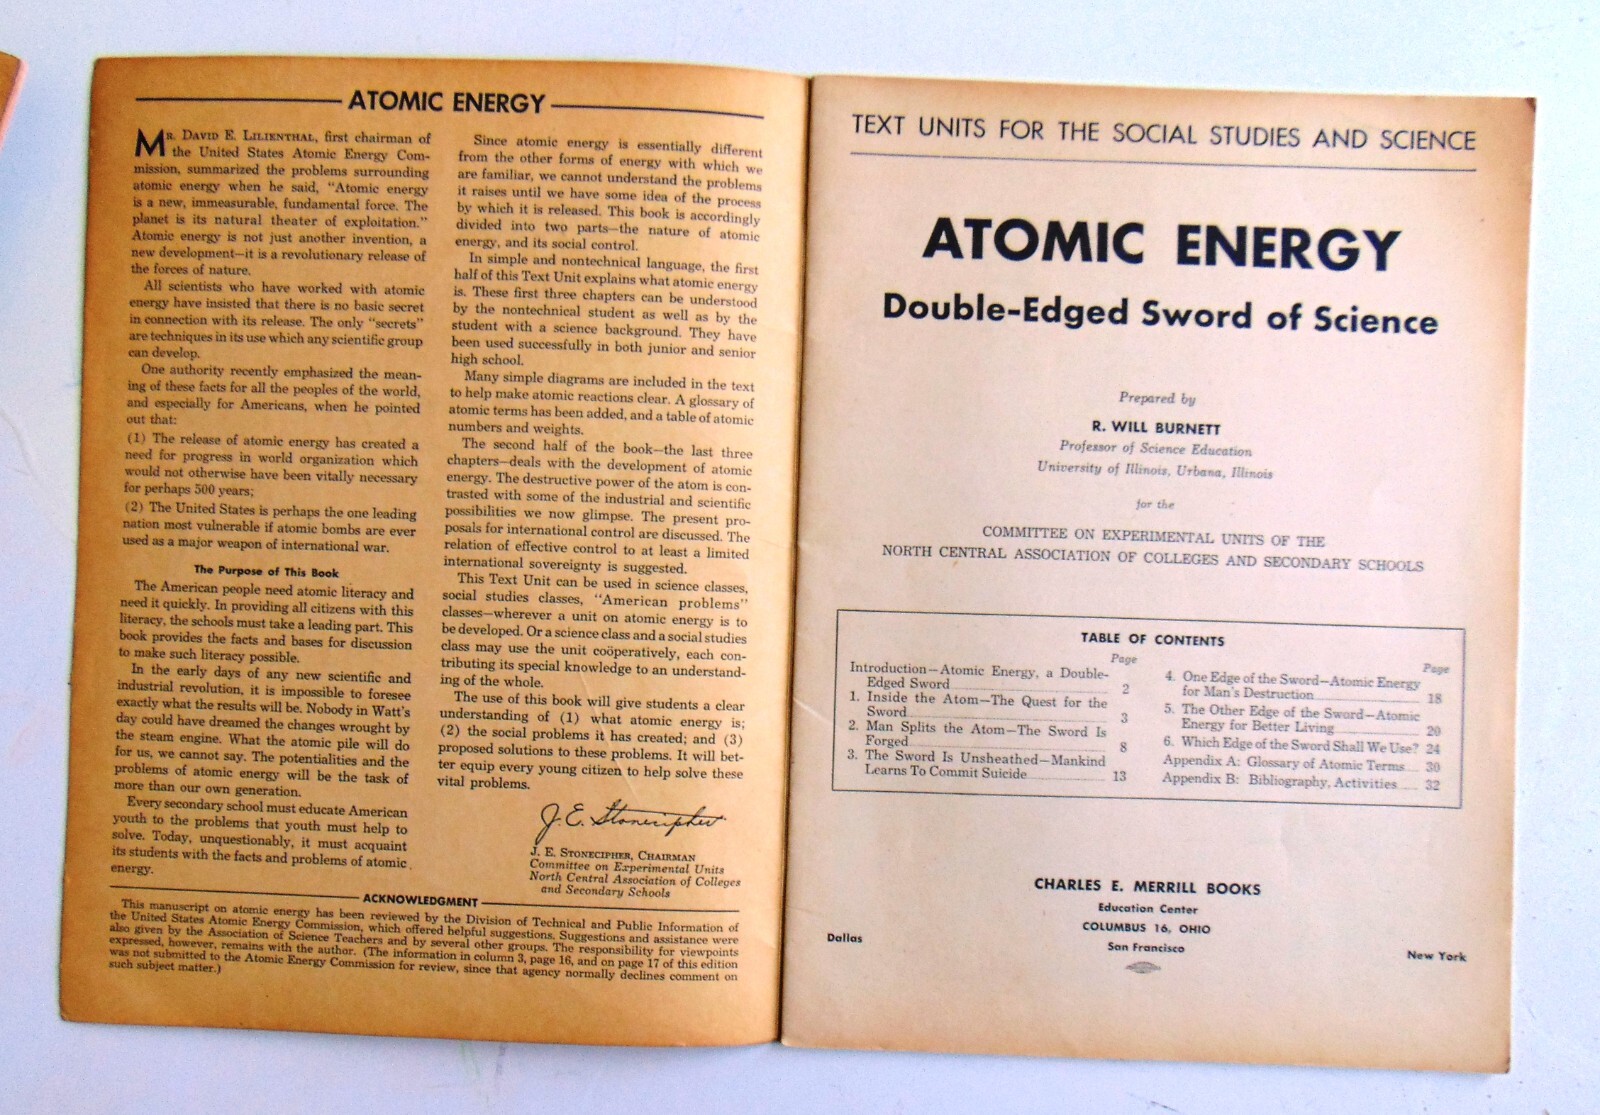 ATOMIC ENERGY
MR. DAVID E. LILIENTHAL, first chairman of
the United States Atomic Energy Com-
mission, summarized the problems surrounding
atomic energy when he said, “Atomic energy
is a new, immeasurable, fundamental force. The
planet is its natural theater of exploitation.”
Atomic energy is not just another invention, a
new development—it is a revolutionary release of
the forces of nature.
All scientists who have worked with atomic
energy have insisted that there is no basic secret
in connection with its release. The only “secrets”
are techniques in its use which any scientific group
can develop.
One authority recently emphasized the mean-
ing of these facts for all the peoples of the world,
and especially for Americans, when he pointed
out that:
(1) The release of atomic energy has created a
need for progress in world organization which
would not otherwise have been vitally necessary
for perhaps 500 years;
(2) The United States is perhaps the one leading
nation most vulnerable if atomic bombs are ever
used as a major weapon of international war.
The Purpose of This Book
The American people need atomic literacy and
need it quickly. In providing all citizens with this
literacy, the schools must take a leading part. This
book provides the facts and bases for discussion
to make such literacy possible.
In the early days of any new scientific and
industrial revolution, it is impossible to foresee
exactly what the results will be. Nobody in Watt's
day could have dreamed the changes wrought by
the steam engine. What the atomic pile will do
for us, we cannot say. The potentialities and the
problems of atomic energy will be the task of
more than our own generation.
Every secondary school must educate American
youth to the problems that youth must help to
solve. Today, unquestionably, it must acquaint
its students with the facts and problems of atomic
energy.
Since atomic energy is essentially different
from the other forms of energy with which we
are familiar, we cannot understand the problems
it raises until we have some idea of the process
by which it is released. This book is accordingly
divided into two parts—the nature of atomic
energy, and its social control.
In simple and nontechnical language, the first
half of this Text Unit explains what atomic energy
is. These first three chapters can be understood
by the nontechnical student as well as by the
student with a science background. They have
been used successfully in both junior and senior
high school.
Many simple diagrams are included in the text
to help make atomic reactions clear. A glossary of
atomic terms has been added, and a table of atomic
numbers and weights.
The second half of the book—the last three
chapters—deals with the development of atomic
energy. The destructive power of the atom is con-
trasted with some of the industrial and scientific
possibilities we now glimpse. The present pro-
posals for international control are discussed. The
relation of effective control to at least a limited
international sovereignty is suggested.
This Text Unit can be used in science classes,
social studies classes, “American problems”
classes—wherever a unit on atomic energy is to
be developed. Or a science class and a social studies
class may use the unit coöperatively, each con-
tributing its special knowledge to an understand-
ing of the whole.
The use of this book will give students a clear
understanding of (1) what atomic energy is;
(2) the social problems it has created; and (3)
proposed solutions to these problems. It will bet-
ter equip every young citizen to help solve these
vital problems.
J. E. Stonecipher
J. E. STONECIPHER, CHAIRMAN
Committee on Experimental Units
North Central Association of Colleges
and Secondary Schools
ACKNOWLEDGMENT
This manuscript on atomic energy has been reviewed by the Division of Technical and Public Information of
the United States Atomic Energy Commission, which offered helpful suggestions. Suggestions and assistance were
also given by the Association of Science Teachers and by several other groups. The responsibility for viewpoints
expressed, however, remains with the author. (The information in column 3, page 16, and on page 17 of this edition
was not submitted to the Atomic Energy Commission for review, since that agency normally declines comment on
such subject matter.)
TEXT UNITS FOR THE SOCIAL STUDIES AND SCIENCE
ATOMIC ENERGY
Double-Edged Sword of Science
Prepared by
R. WILL BURNETT
Professor of Science Education
University of Illinois, Urbana, Illinois
for the
COMMITTEE ON EXPERIMENTAL UNITS OF THE
NORTH CENTRAL ASSOCIATION OF COLLEGES AND SECONDARY SCHOOLS
TABLE OF CONTENTS
Page
Introduction—Atomic Energy, a Double-
Edged Sword 2
1. Inside the Atom—The Quest for the
Sword 3
2. Man Splits the Atom—The Sword Is
Forged 8
3. The Sword Is Unsheathed—Mankind
Learns To Commit Suicide 13
Page
4. One Edge of the Sword—Atomic Energy
for Man's Destruction 18
5. The Other Edge of the Sword—Atomic
Energy for Better Living 20
6. Which Edge of the Sword Shall We Use? 24
Appendix A: Glossary of Atomic Terms 30
Appendix B: Bibliography, Activities 32
CHARLES E. MERRILL BOOKS
Education Center
COLUMBUS 16, OHIO
Dallas San Francisco New York